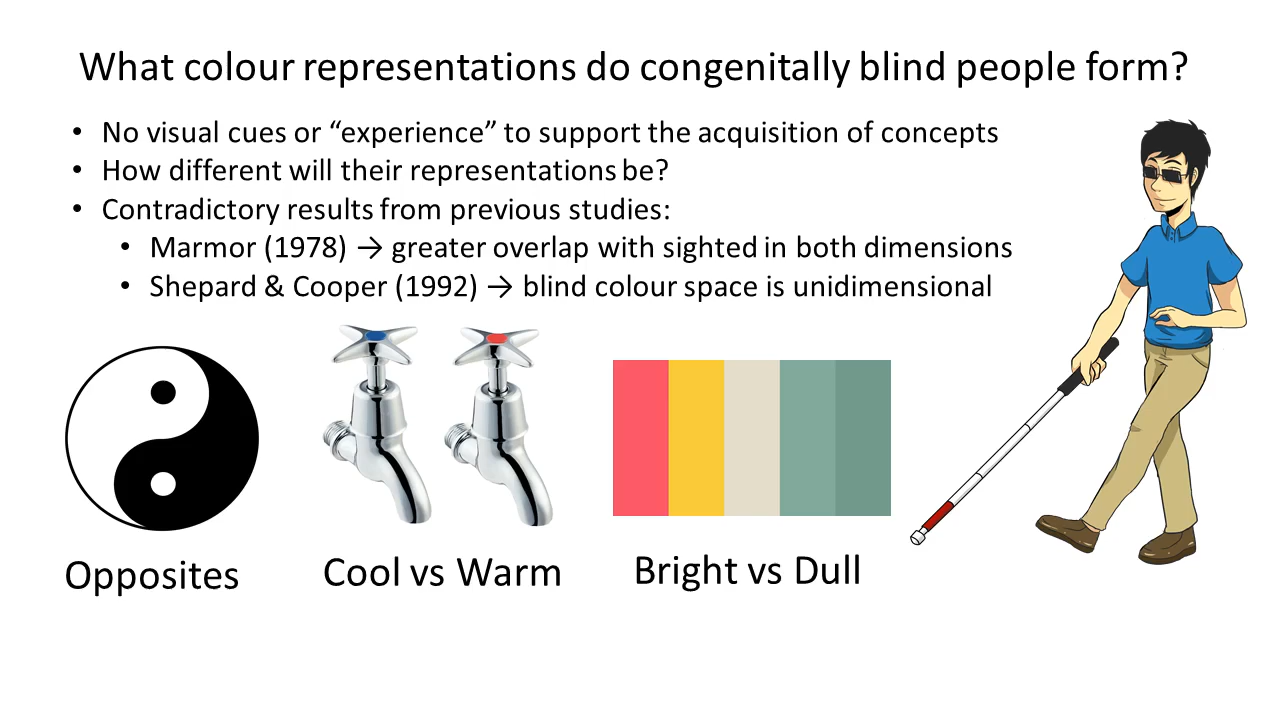 What colour representations do congenitally blind people form?
• No visual cues or “experience” to support the acquisition of concepts
• How different will their representations be?
• Contradictory results from previous studies:
• Marmor (1978) → greater overlap with sighted in both dimensions
• Shepard & Cooper (1992) → blind colour space is unidimensional
Opposites
Cool vs Warm
Bright vs Dull